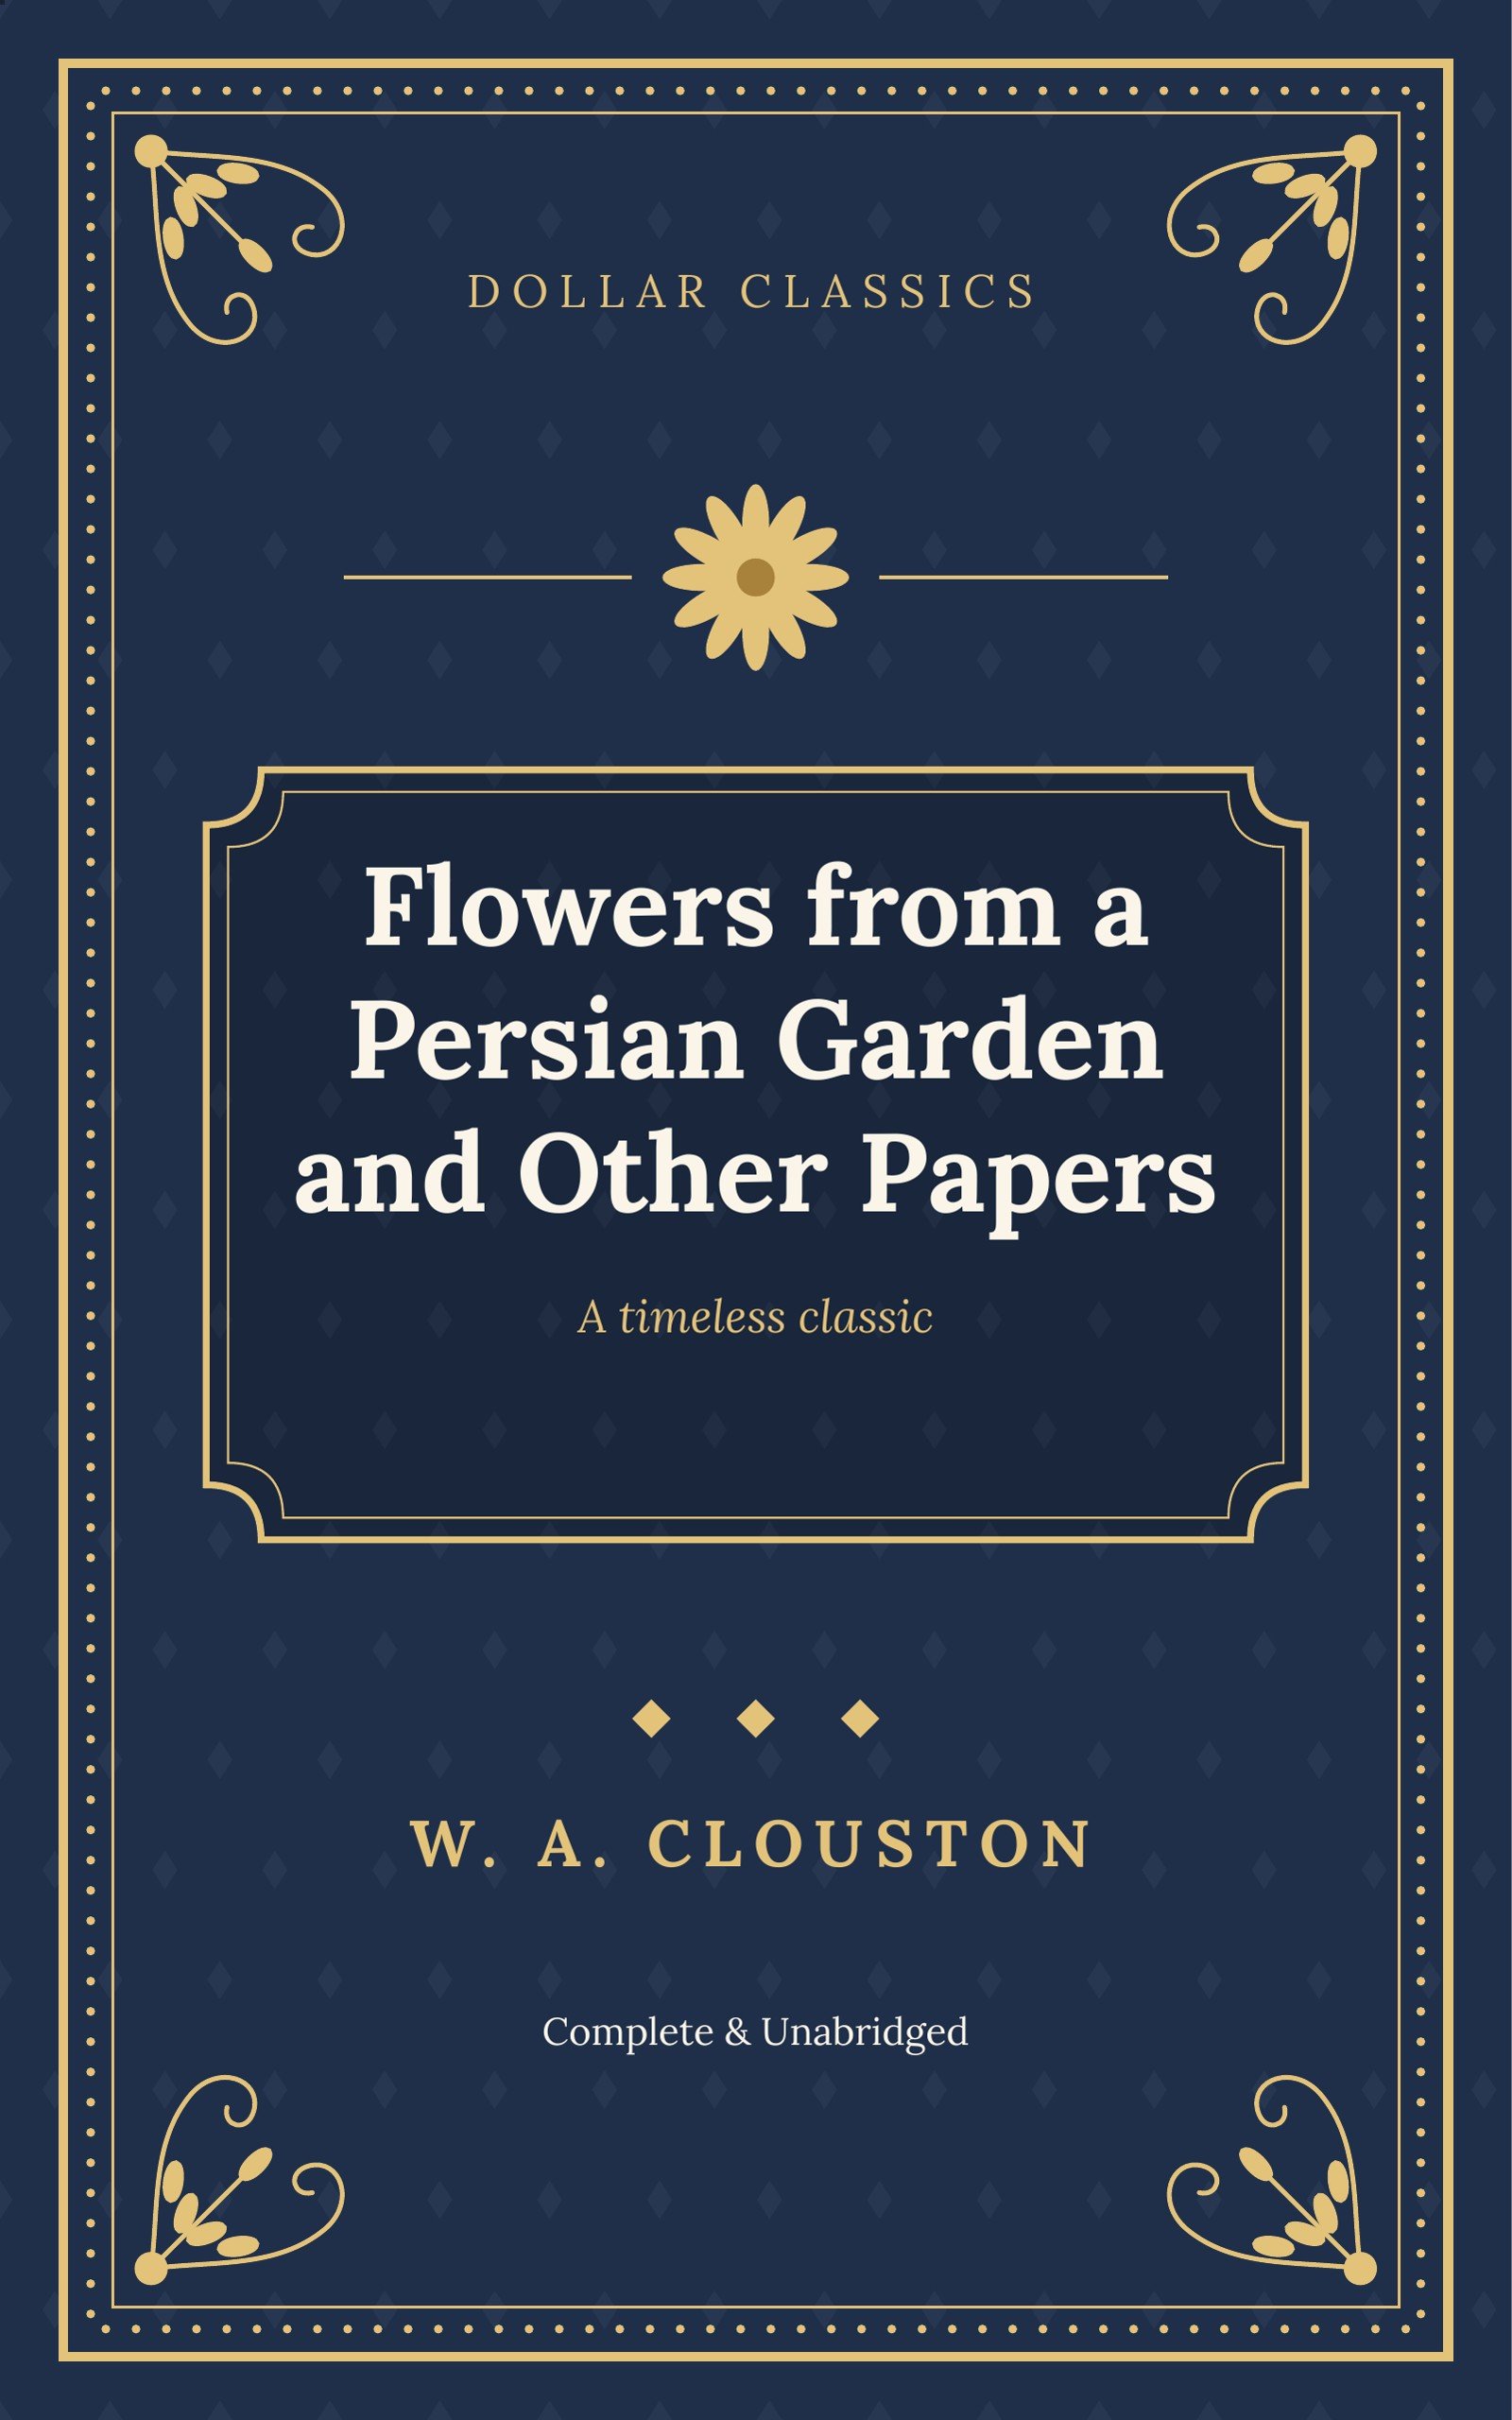 DOLLAR CLASSICS
Flowers from a
Persian Garden
and Other Papers
A timeless classic
W. A. CLOUSTON
Complete & Unabridged